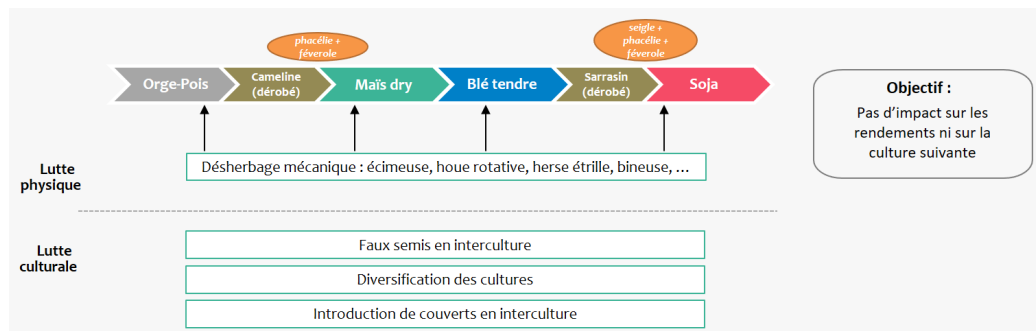 phacélie +
féverole
seigle +
phacélie +
féverole
Orge-Pois
Cameline
(dérobé)
Maïs dry
Blé tendre
Sarrasin
(dérobé)
Soja
Objectif :
Pas d'impact sur les
rendements ni sur la
culture suivante
Lutte
physique
Désherbage mécanique : écimeuse, houe rotative, herse étrille, bineuse, ...
Lutte
culturale
Faux semis en interculture
Diversification des cultures
Introduction de couverts en interculture